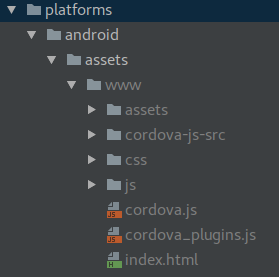 platforms
android
assets
www
assets
cordova-js-src
css
js
cordova.js
cordova_plugins.js
index.html